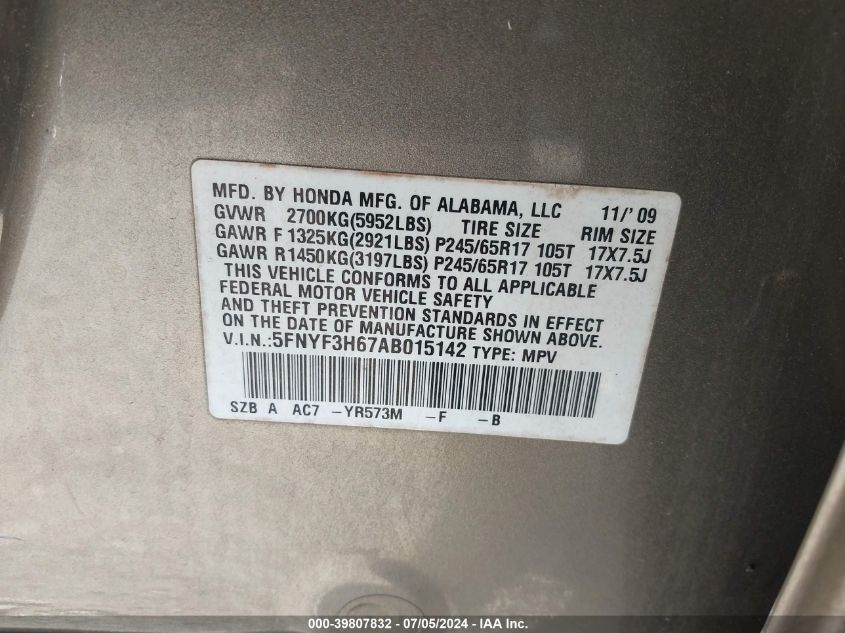 MFD. BY HONDA MFG. OF ALABAMA, LLC 11/'09
GVWR 2700KG(5952LBS) TIRE SIZE RIM SIZE
GAWR F 1325KG(2921LBS) P245/65R17 105T 17X7.5J
GAWR R1450KG(3197LBS) P245/65R17 105T 17X7.5J
THIS VEHICLE CONFORMS TO ALL APPLICABLE
FEDERAL MOTOR VEHICLE SAFETY
AND THEFT PREVENTION STANDARDS IN EFFECT
ON THE DATE OF MANUFACTURE SHOWN ABOVE.
V.I.N.:5FNYF3H67AB015142 TYPE: MPV
SZB A AC7 -YR573M -F -B
000-39807832 / 07/05/2024 - IAA Inc.